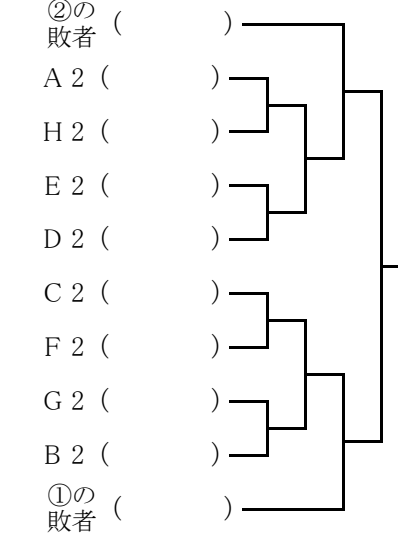 ②の
敗者 (　　　　)
A 2 (　　　　)
H 2 (　　　　)
E 2 (　　　　)
D 2 (　　　　)
C 2 (　　　　)
F 2 (　　　　)
G 2 (　　　　)
B 2 (　　　　)
①の
敗者 (　　　　)